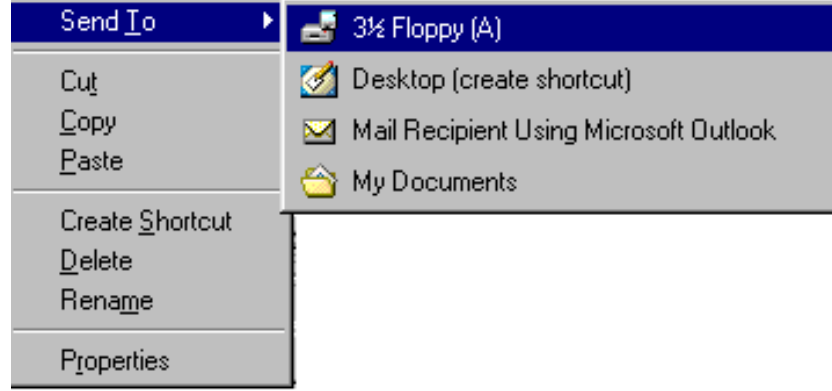 Send To
Cut
Copy
Paste
Create Shortcut
Delete
Rename
Properties
3½ Floppy (A)
Desktop (create shortcut)
Mail Recipient Using Microsoft Outlook
My Documents